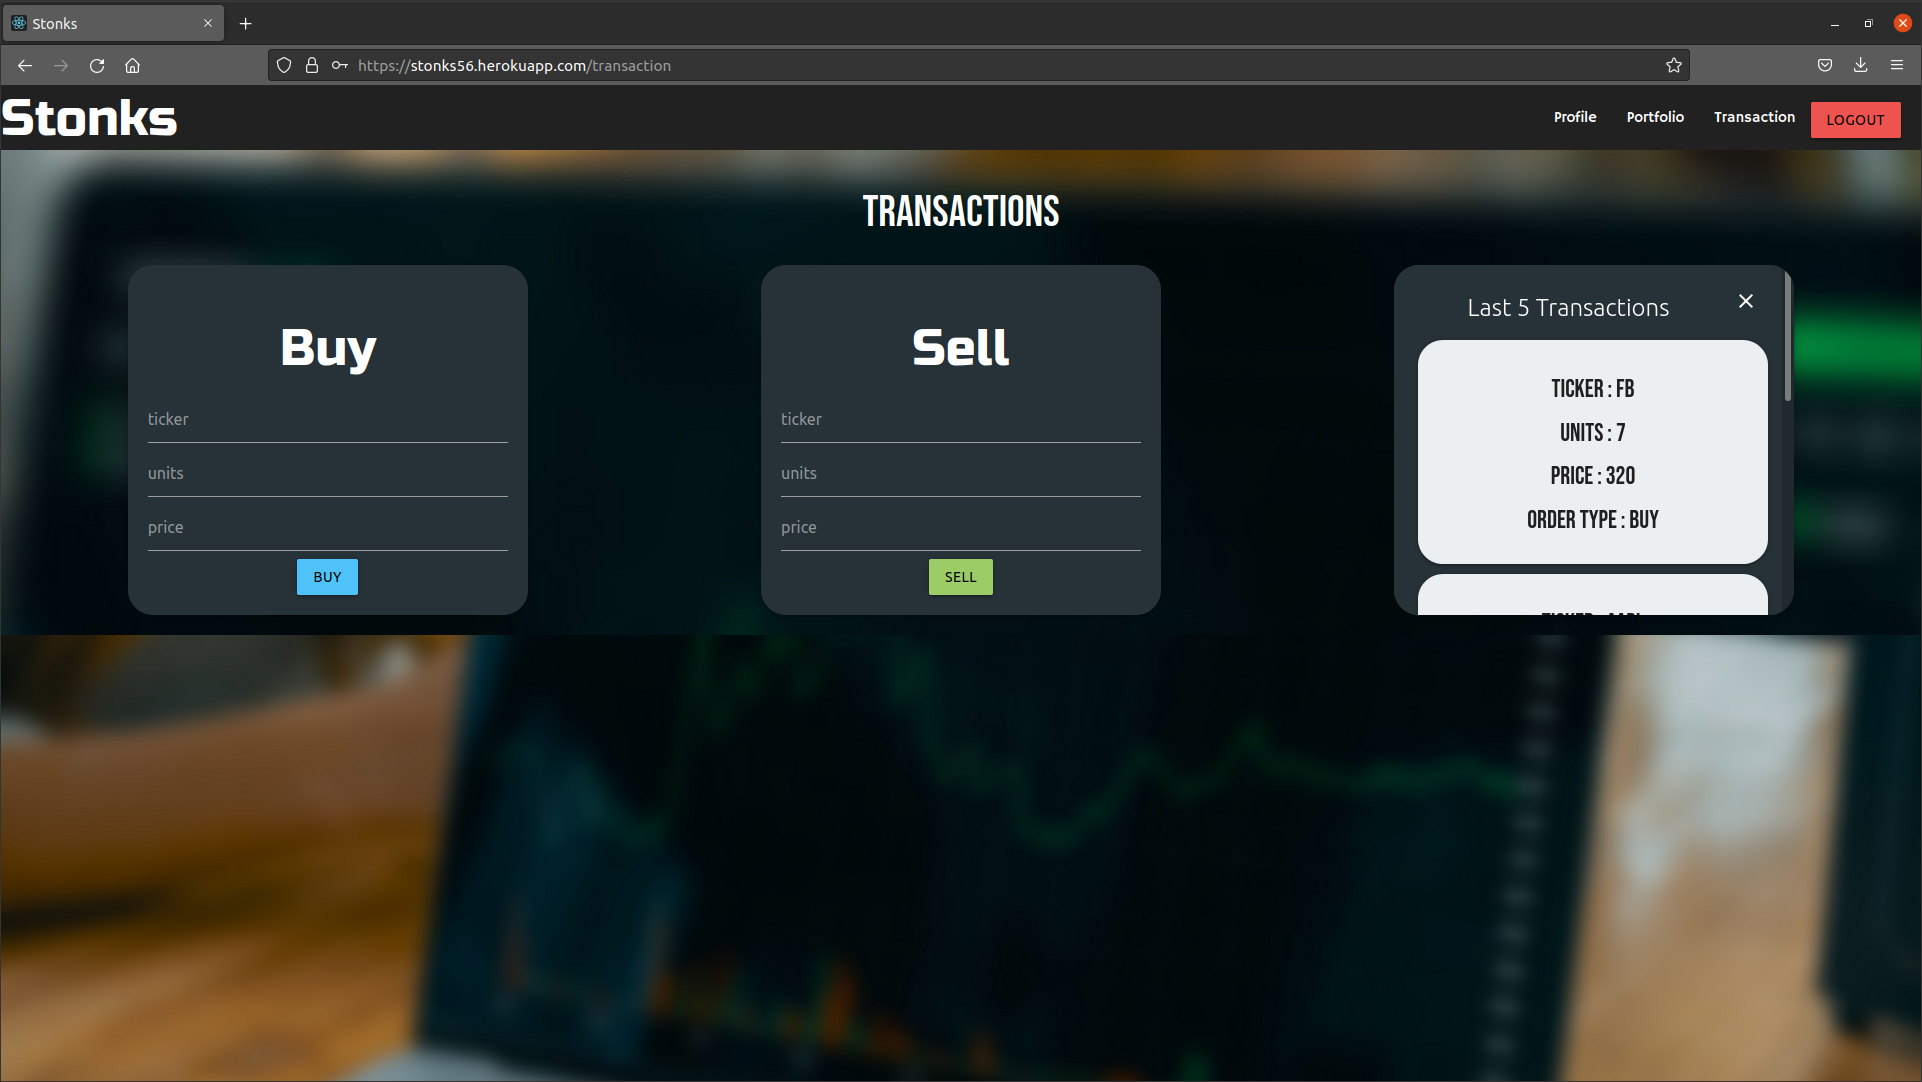 Stonks
https://stonks56.herokuapp.com/transaction
Stonks
Profile
Portfolio
Transaction
LOGOUT
TRANSACTIONS
Buy
ticker
units
price
BUY
Sell
ticker
units
price
SELL
Last 5 Transactions
TICKER : FB
UNITS : 7
PRICE : 320
ORDER TYPE : BUY